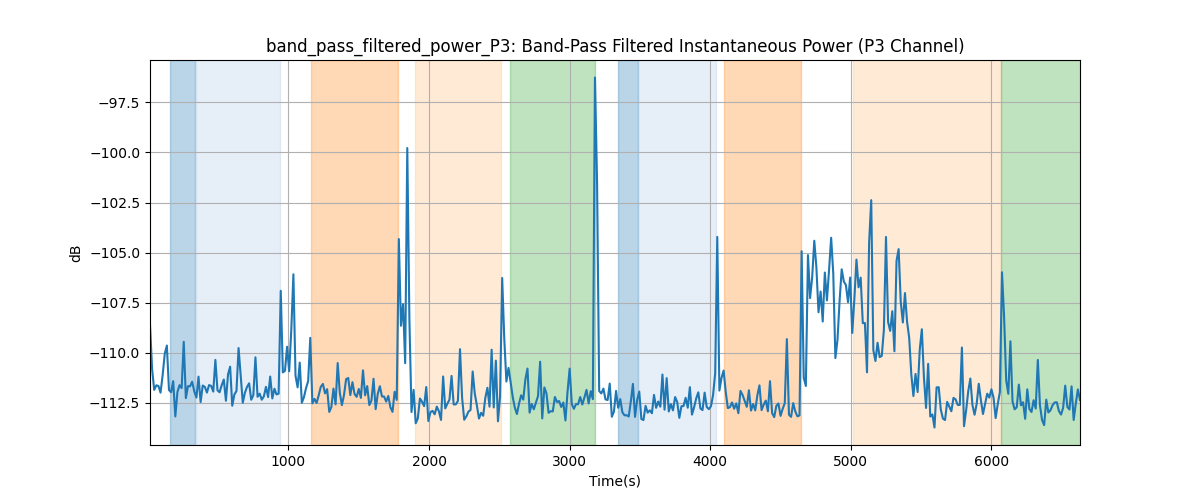 band_pass_filtered_power_P3: Band-Pass Filtered Instantaneous Power (P3 Channel)
−97.5
−100.0
−102.5
−105.0
−107.5
−110.0
−112.5
dB
1000 2000 3000 4000 5000 6000
Time(s)